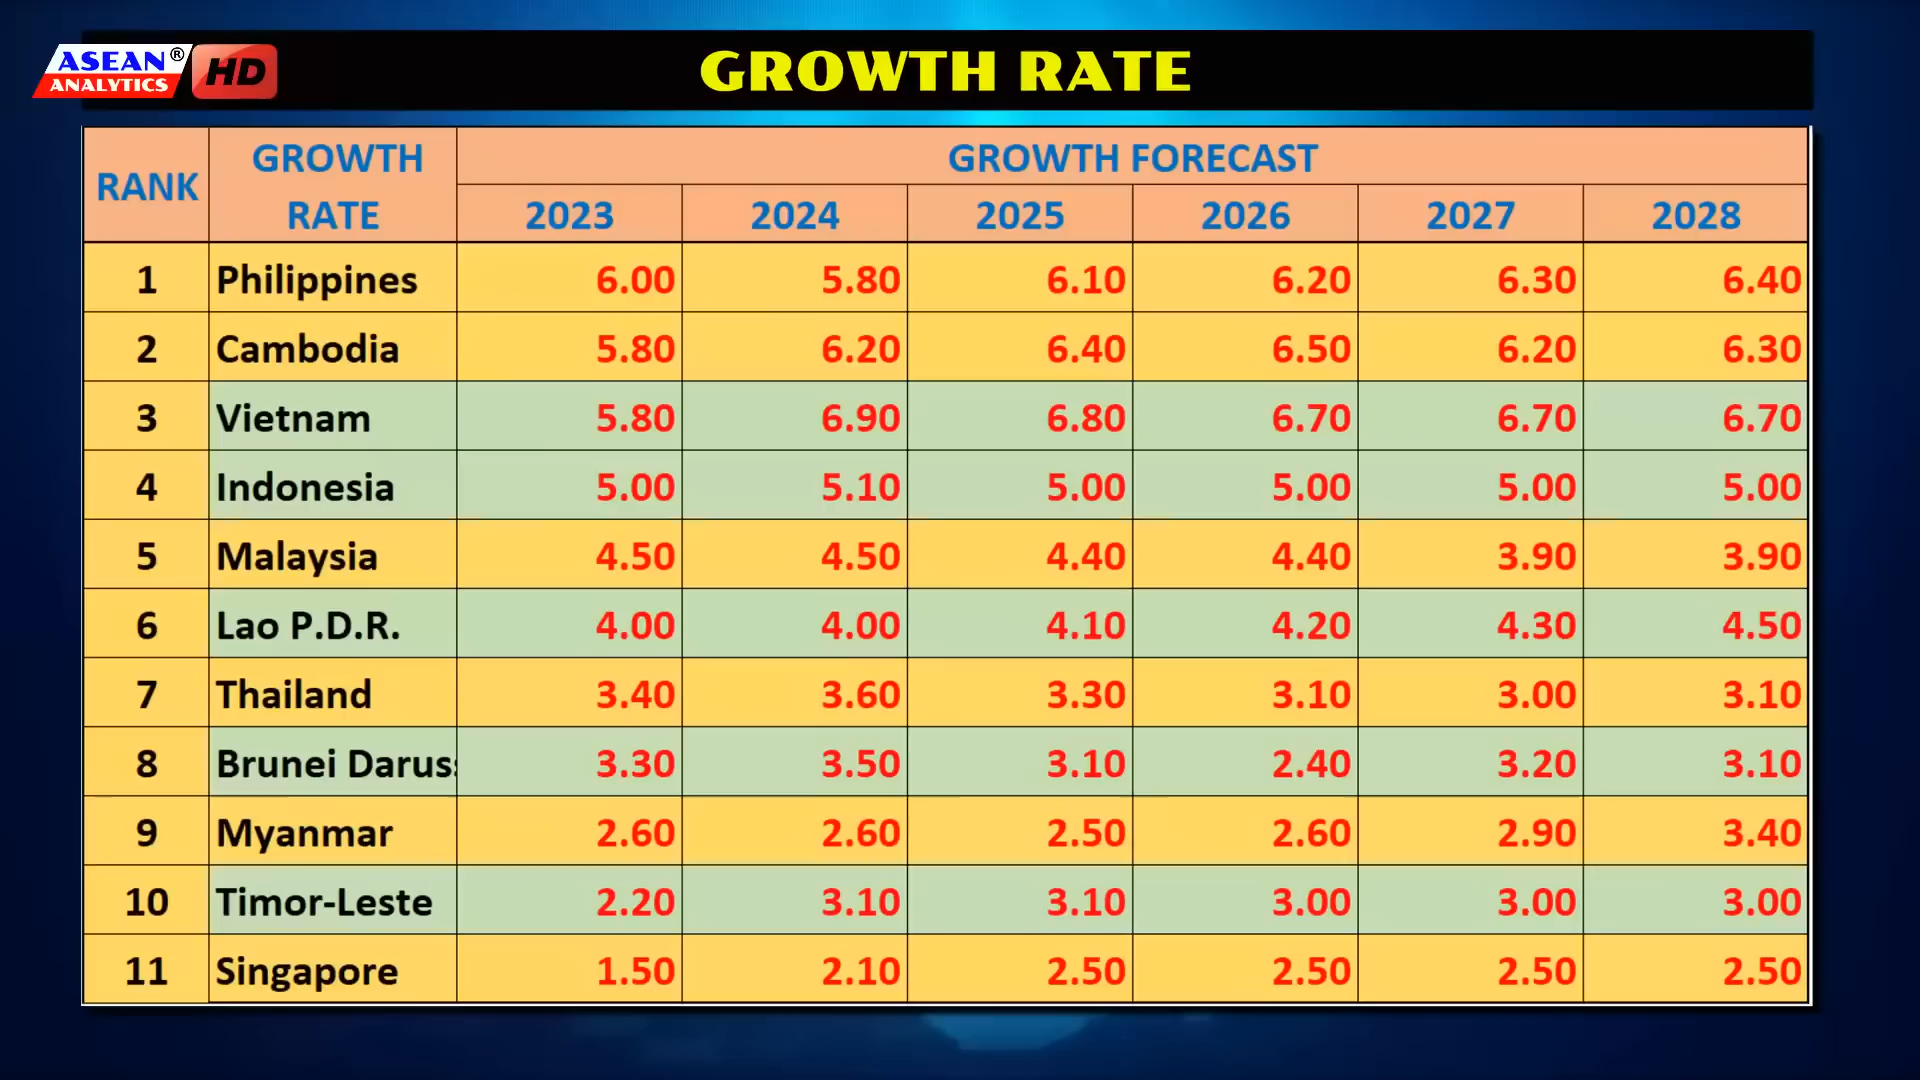 ASEAN®
ANALYTICS
HD
GROWTH RATE
RANK GROWTH RATE GROWTH FORECAST
2023 2024 2025 2026 2027 2028
1 Philippines 6.00 5.80 6.10 6.20 6.30 6.40
2 Cambodia 5.80 6.20 6.40 6.50 6.20 6.30
3 Vietnam 5.80 6.90 6.80 6.70 6.70 6.70
4 Indonesia 5.00 5.10 5.00 5.00 5.00 5.00
5 Malaysia 4.50 4.50 4.40 4.40 3.90 3.90
6 Lao P.D.R. 4.00 4.00 4.10 4.20 4.30 4.50
7 Thailand 3.40 3.60 3.30 3.10 3.00 3.10
8 Brunei Darus 3.30 3.50 3.10 2.40 3.20 3.10
9 Myanmar 2.60 2.60 2.50 2.60 2.90 3.40
10 Timor-Leste 2.20 3.10 3.10 3.00 3.00 3.00
11 Singapore 1.50 2.10 2.50 2.50 2.50 2.50